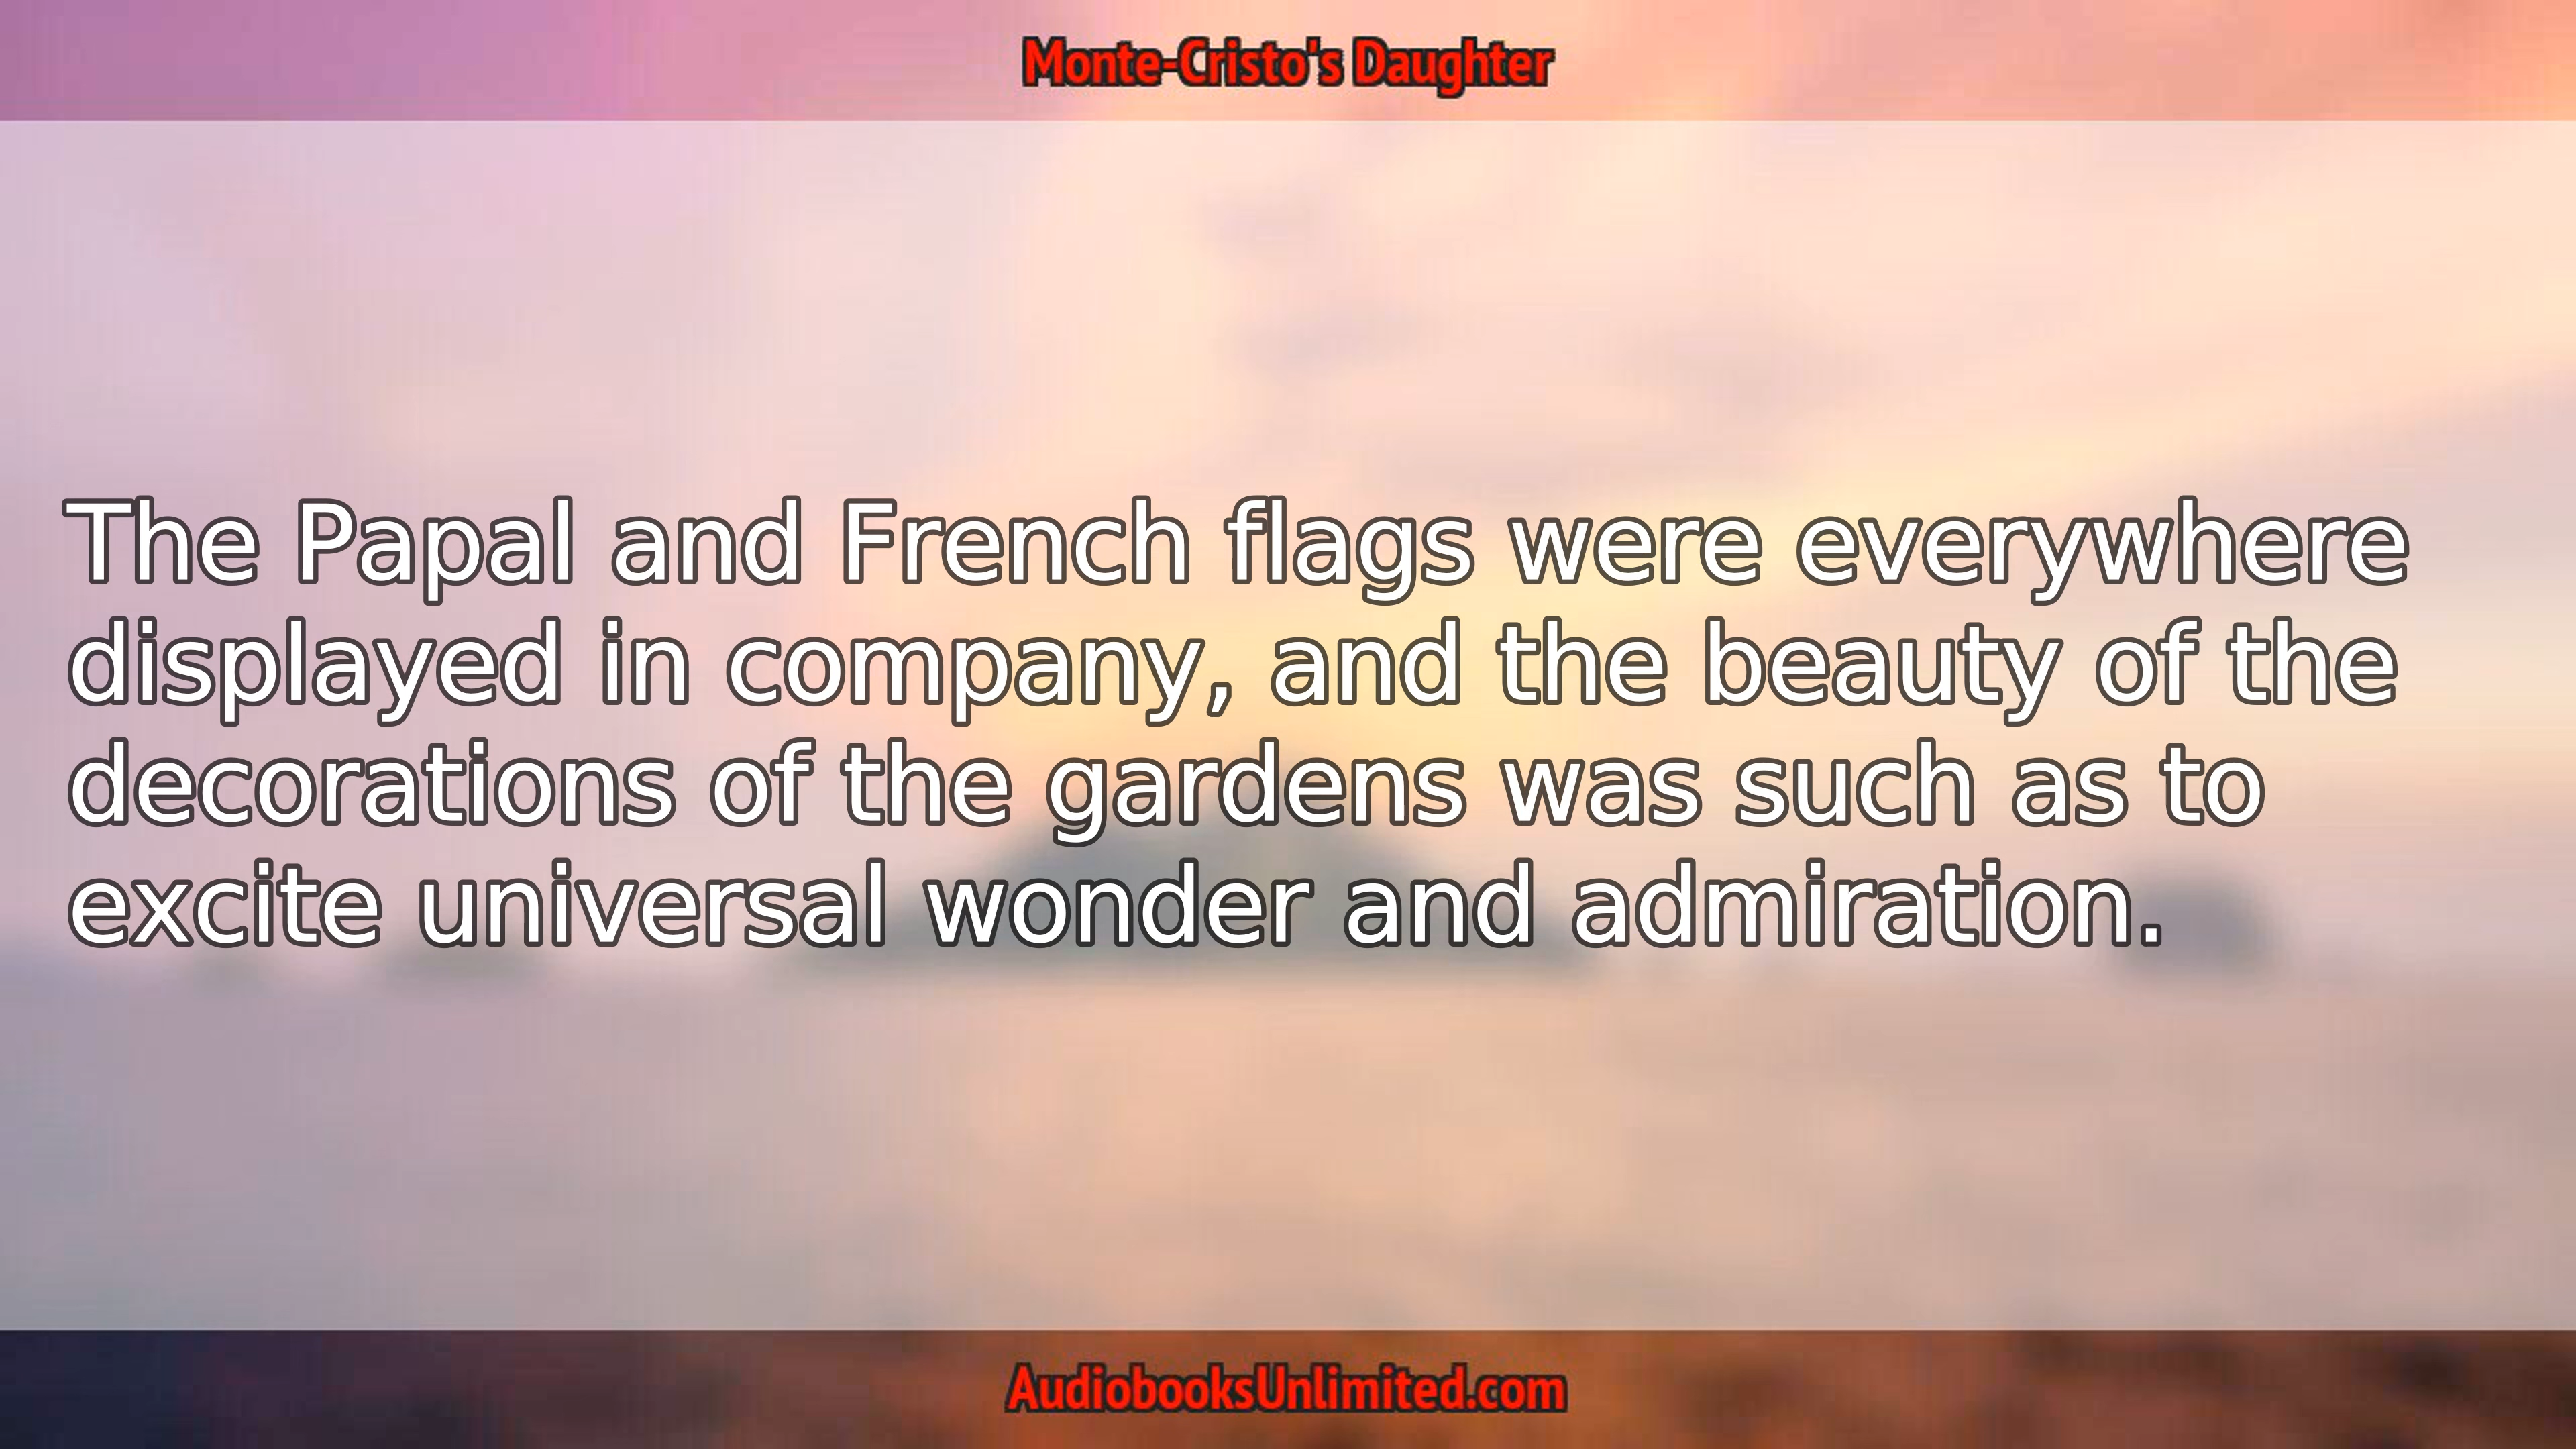 Monte-Cristo's Daughter
The Papal and French flags were everywhere
displayed in company, and the beauty of the
decorations of the gardens was such as to
excite universal wonder and admiration.
AudiobooksUnlimited.com